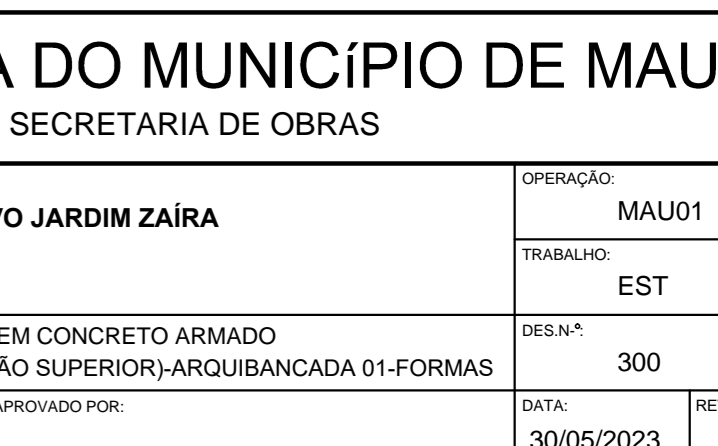 A DO MUNICíPIO DE MAU
SECRETARIA DE OBRAS
VO JARDIM ZAÍRA
OPERAÇÃO:
MAU01
TRABALHO:
EST
EM CONCRETO ARMADO
ÃO SUPERIOR)-ARQUIBANCADA 01-FORMAS
DES.N-º:
300
APROVADO POR:
DATA:
30/05/2023
RE